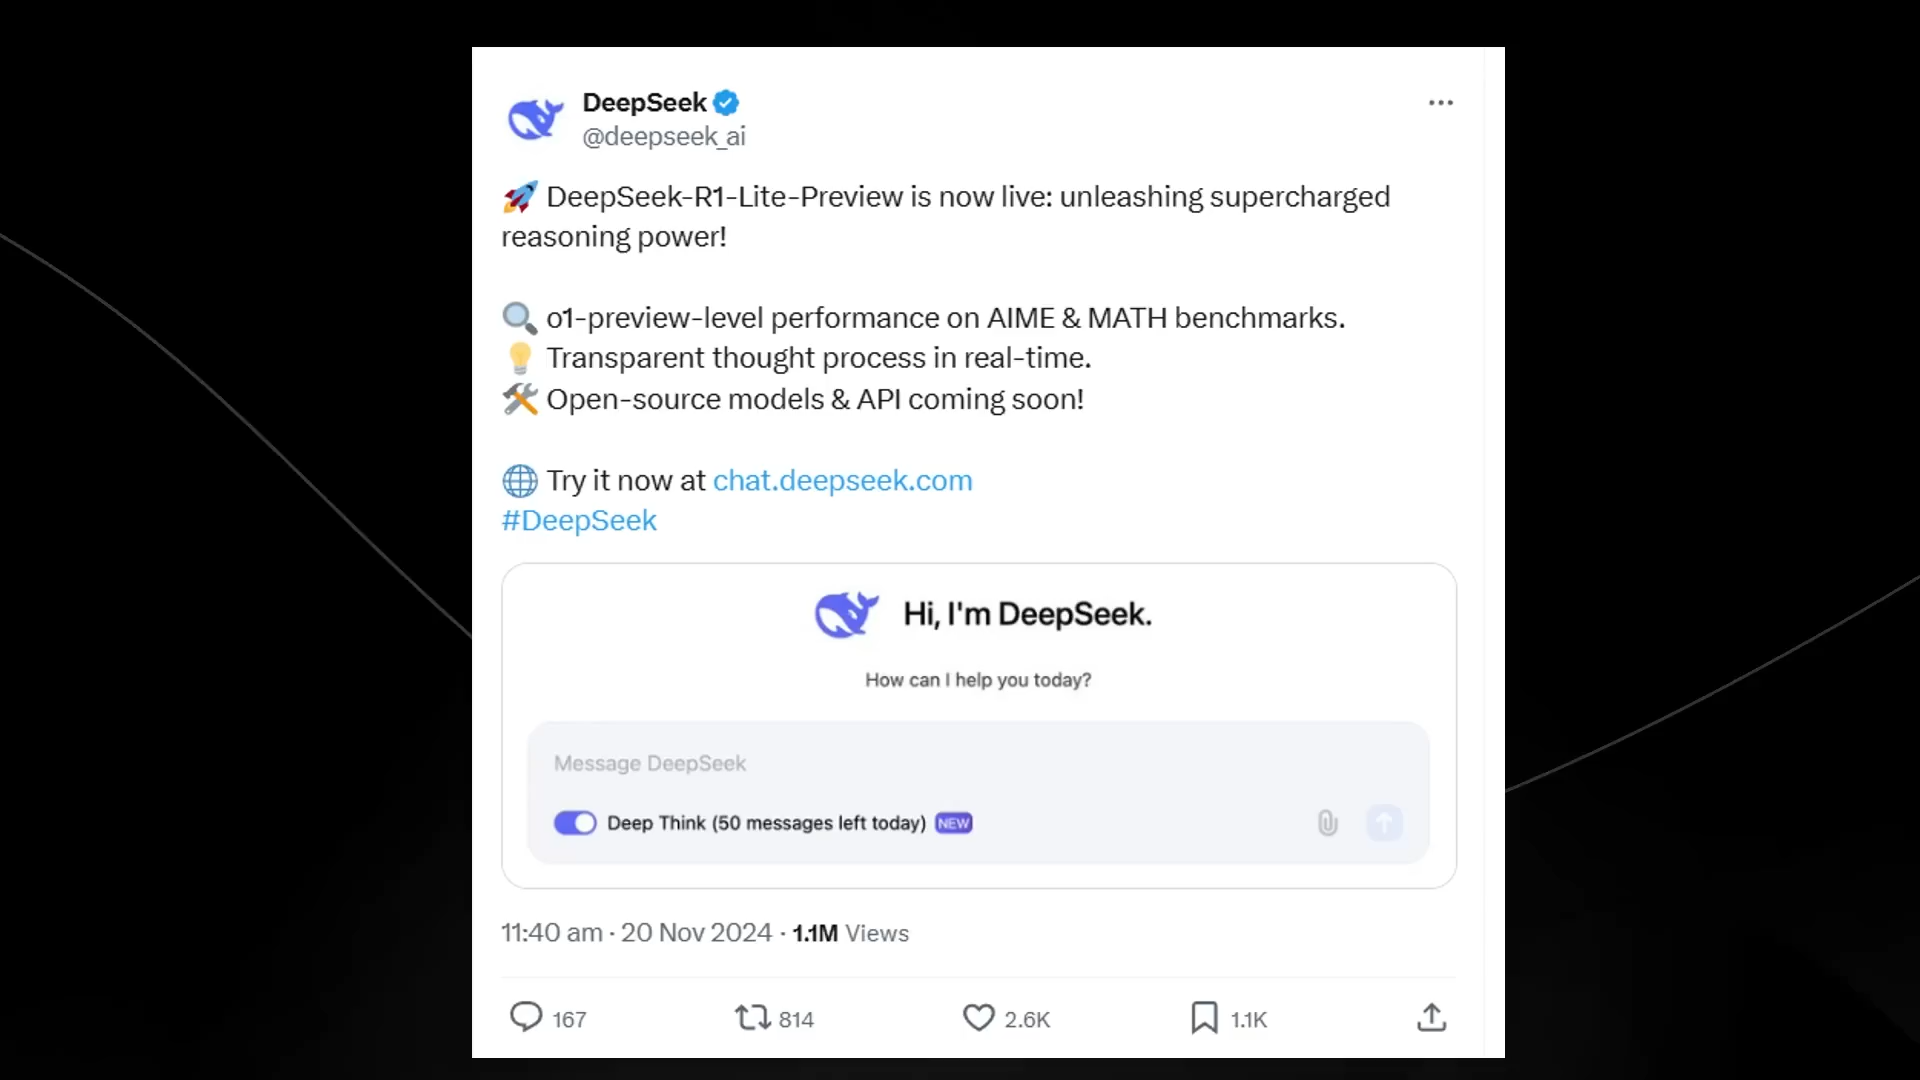 DeepSeek
@deepseek_ai
🚀 DeepSeek-R1-Lite-Preview is now live: unleashing supercharged
reasoning power!
🔍 o1-preview-level performance on AIME & MATH benchmarks.
💡 Transparent thought process in real-time.
🛠️ Open-source models & API coming soon!
🌐 Try it now at chat.deepseek.com
#DeepSeek
Hi, I'm DeepSeek.
How can I help you today?
Message DeepSeek
Deep Think (50 messages left today) NEW
11:40 am · 20 Nov 2024 · 1.1M Views
167 814 2.6K 1.1K